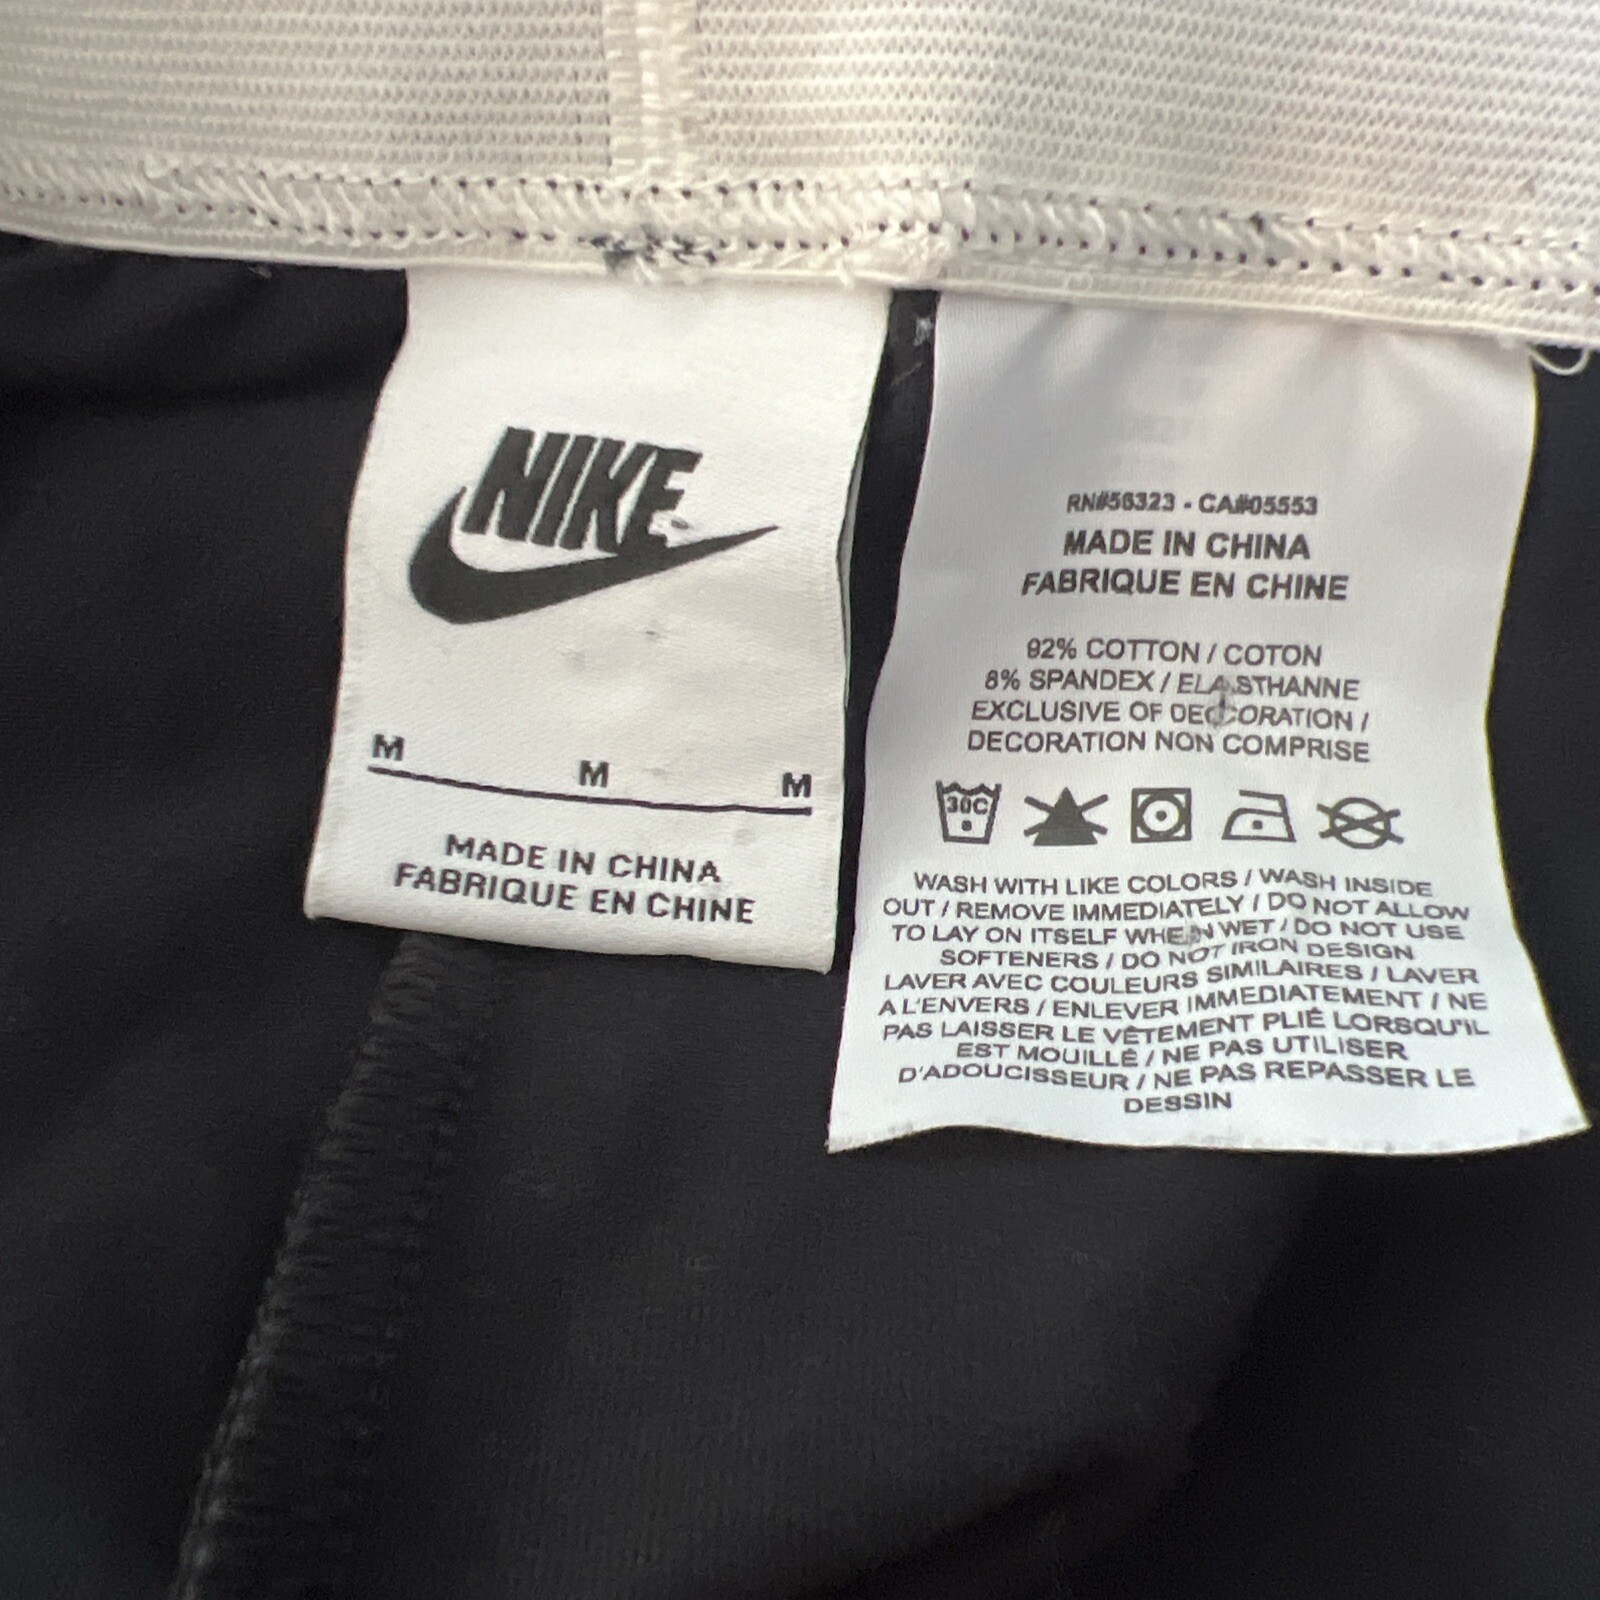 NIKE
M M M
MADE IN CHINA
FABRIQUE EN CHINE
RN#56323 - CA#05553
MADE IN CHINA
FABRIQUE EN CHINE
92% COTTON / COTON
8% SPANDEX / ELASTHANNE
EXCLUSIVE OF DECORATION /
DECORATION NON COMPRISE
30C
WASH WITH LIKE COLORS / WASH INSIDE
OUT / REMOVE IMMEDIATELY / DO NOT ALLOW
TO LAY ON ITSELF WHEN WET / DO NOT USE
SOFTENERS / DO NOT IRON DESIGN
LAVER AVEC COULEURS SIMILAIRES / LAVER
A L'ENVERS / ENLEVER IMMEDIATEMENT / NE
PAS LAISSER LE VÊTEMENT PLIÉ LORSQU'IL
EST MOUILLÉ / NE PAS UTILISER
D'ADOUCISSEUR / NE PAS REPASSER LE
DESSIN